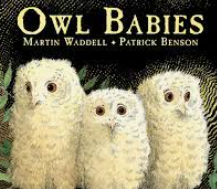 OWL BABIES
MARTIN WADDELL • PATRICK BENSON